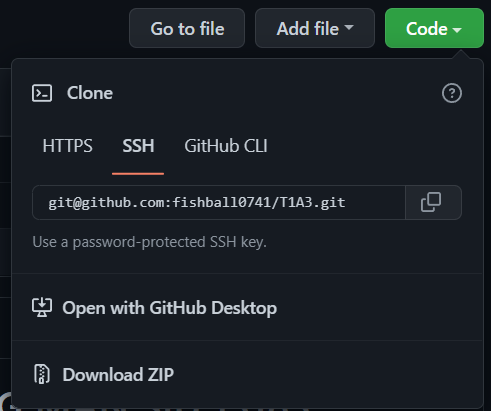 Go to file
Add file
Code
Clone
HTTPS
SSH
GitHub CLI
git@github.com:fishball0741/T1A3.git
Use a password-protected SSH key.
Open with GitHub Desktop
Download ZIP